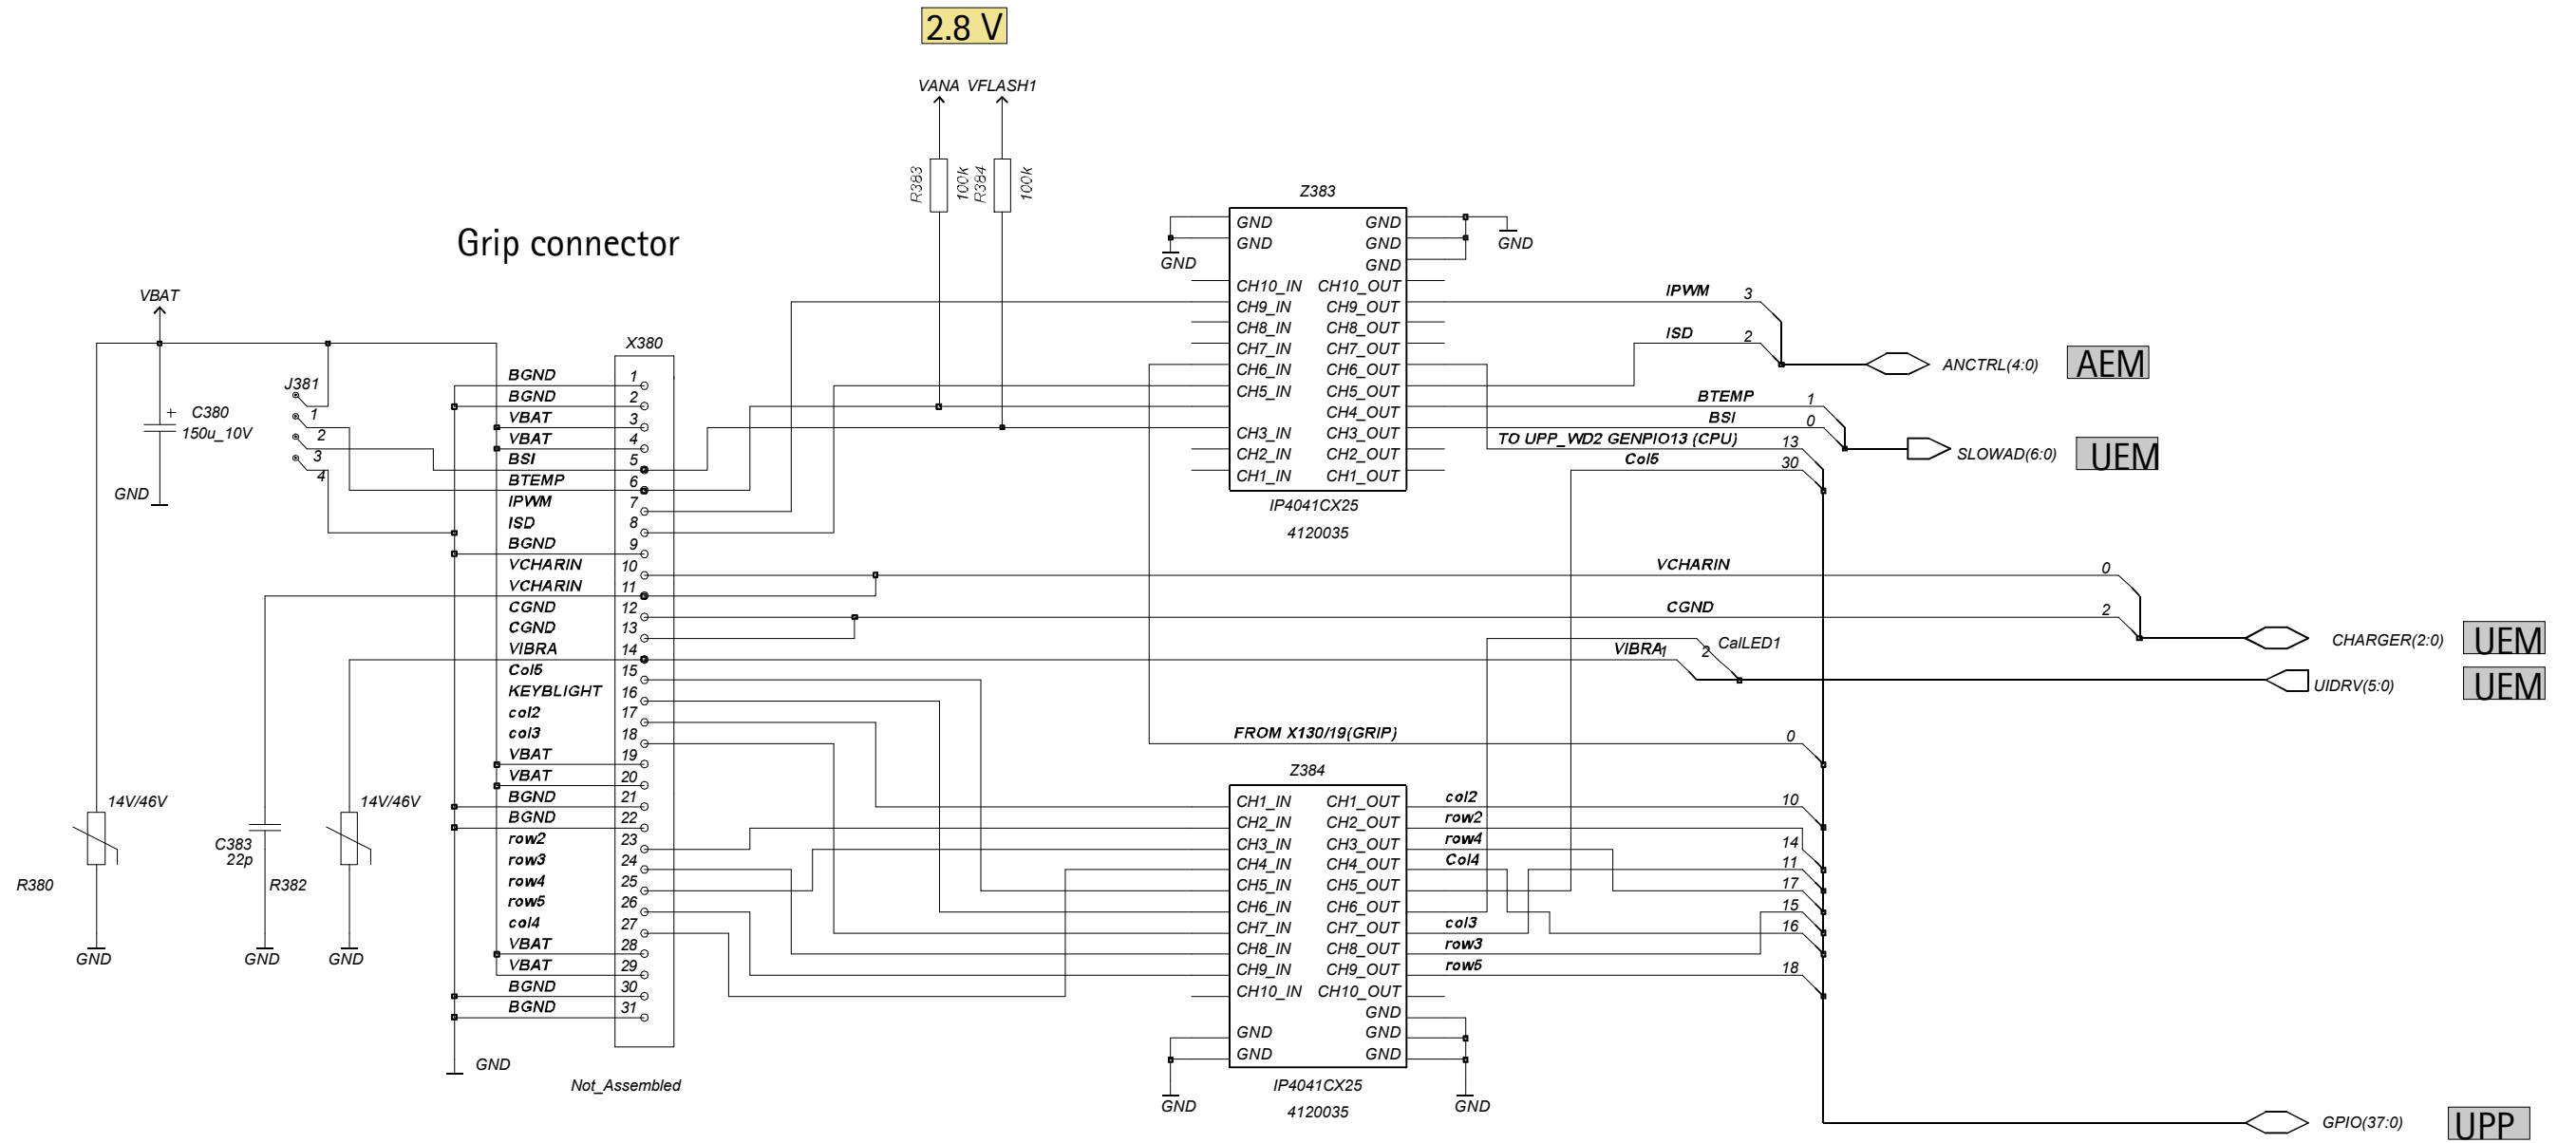 2.8 V
VANA VFLASH1
R383 100k R384 100k
Grip connector
VBAT
J381
1
2
3
4
+ C380
150u_10V
GND
14V/46V
R380
GND
C383
22p
GND
14V/46V
R382
GND
X380
BGND 1
BGND 2
VBAT 3
VBAT 4
BSI 5
BTEMP 6
IPWM 7
ISD 8
BGND 9
VCHARIN 10
VCHARIN 11
CGND 12
CGND 13
VIBRA 14
Col5 15
KEYBLIGHT 16
col2 17
col3 18
VBAT 19
VBAT 20
BGND 21
BGND 22
row2 23
row3 24
row4 25
row5 26
col4 27
VBAT 28
VBAT 29
BGND 30
BGND 31
GND
Not_Assembled
Z383
GND GND
GND GND
GND
GND
GND
CH10_IN CH10_OUT
CH9_IN CH9_OUT
CH8_IN CH8_OUT
CH7_IN CH7_OUT
CH6_IN CH6_OUT
CH5_IN CH5_OUT
CH4_OUT
CH3_IN CH3_OUT
CH2_IN CH2_OUT
CH1_IN CH1_OUT
IP4041CX25
4120035
IPWM 3
ISD 2
ANCTRL(4:0) AEM
BTEMP 1
BSI 0
SLOWAD(6:0) UEM
TO UPP_WD2 GENPIO13 (CPU) 13
Col5 30
VCHARIN 0
CGND 2
CHARGER(2:0) UEM
VIBRA 1
2 CalLED1
UIDRV(5:0) UEM
FROM X130/19(GRIP) 0
Z384
CH1_IN CH1_OUT col2 10
CH2_IN CH2_OUT row2 14
CH3_IN CH3_OUT row4 11
CH4_IN CH4_OUT Col4 17
CH5_IN CH5_OUT
CH6_IN CH6_OUT 15
CH7_IN CH7_OUT col3 16
CH8_IN CH8_OUT row3
CH9_IN CH9_OUT row5 18
CH10_IN CH10_OUT
GND
GND GND
GND GND
IP4041CX25
4120035
GND
GND
GPIO(37:0) UPP